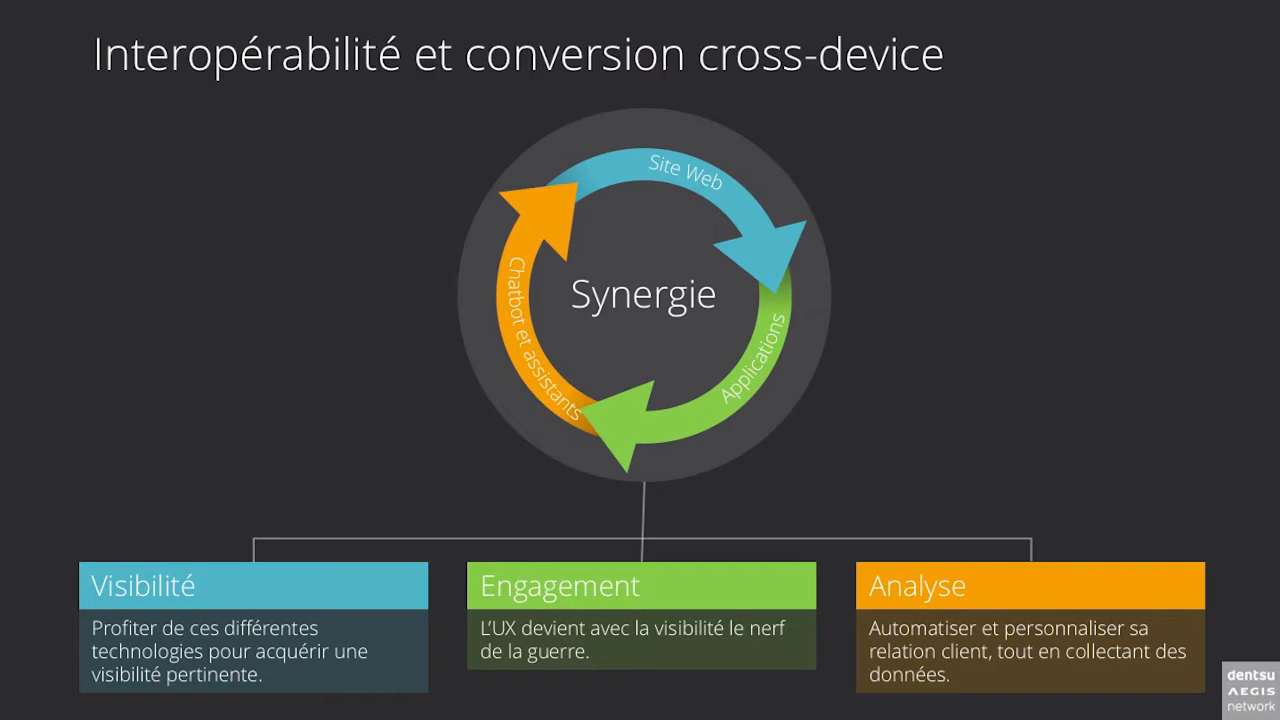 Interopérabilité et conversion cross-device
Site Web
Synergie
Chatbot et assistants
Applications
Visibilité
Profiter de ces différentes
technologies pour acquérir une
visibilité pertinente.
Engagement
L’UX devient avec la visibilité le nerf
de la guerre.
Analyse
Automatiser et personnaliser sa
relation client, tout en collectant des
données.
dentsu
AEGIS
network